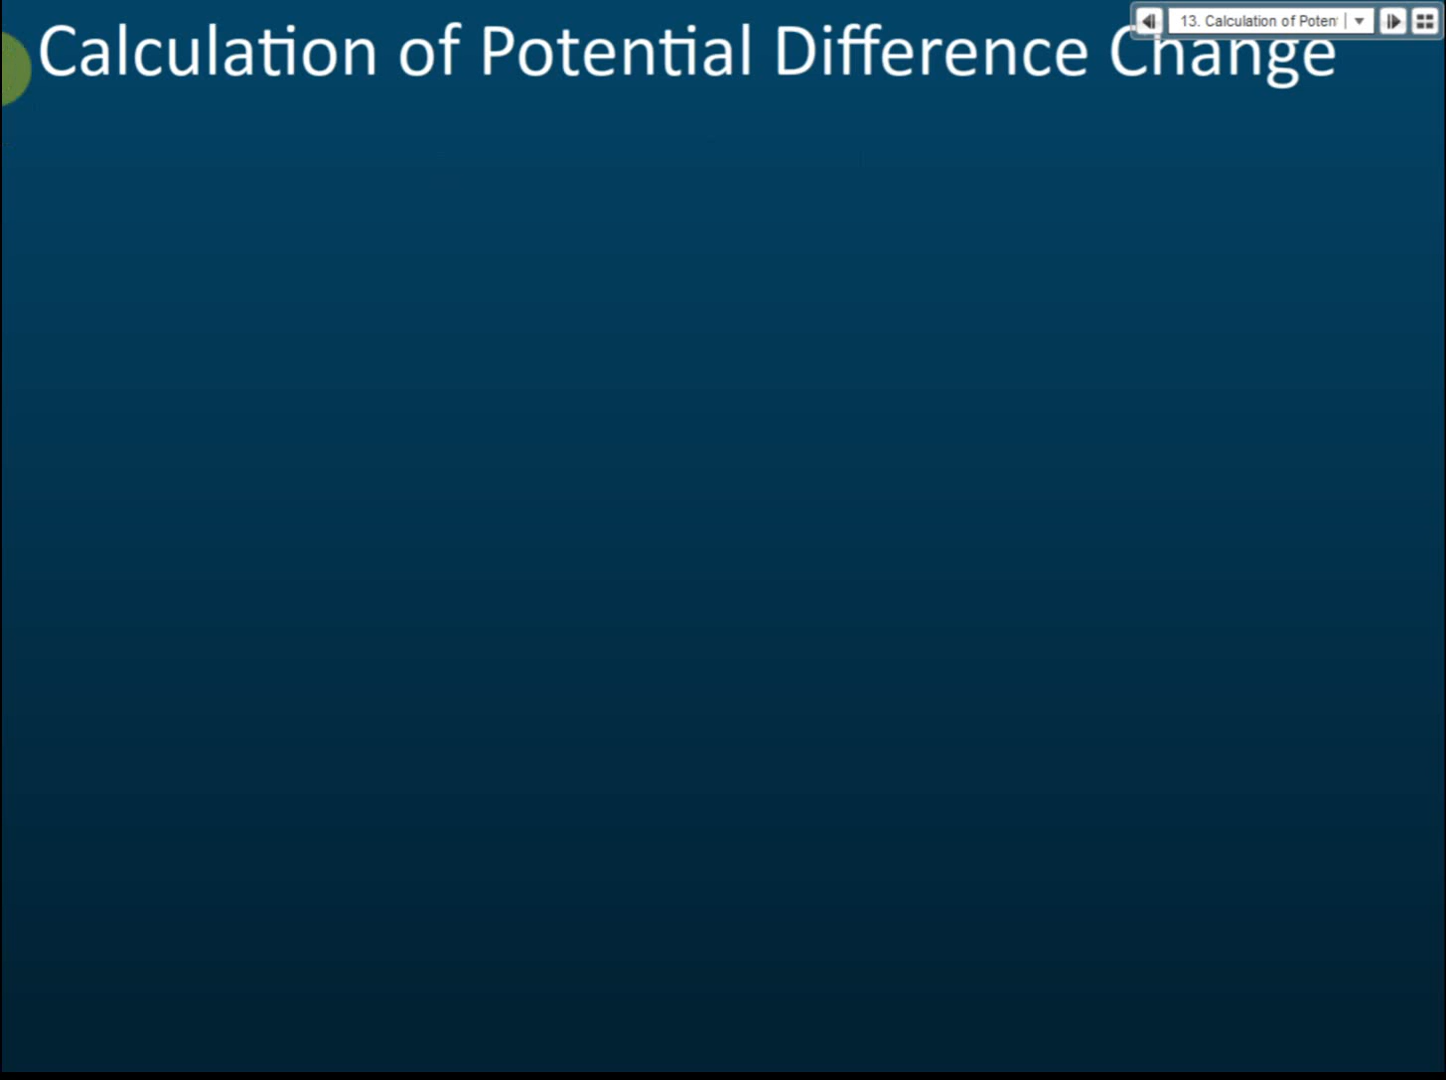 Calculation of Potential Difference Change
13. Calculation of Poten